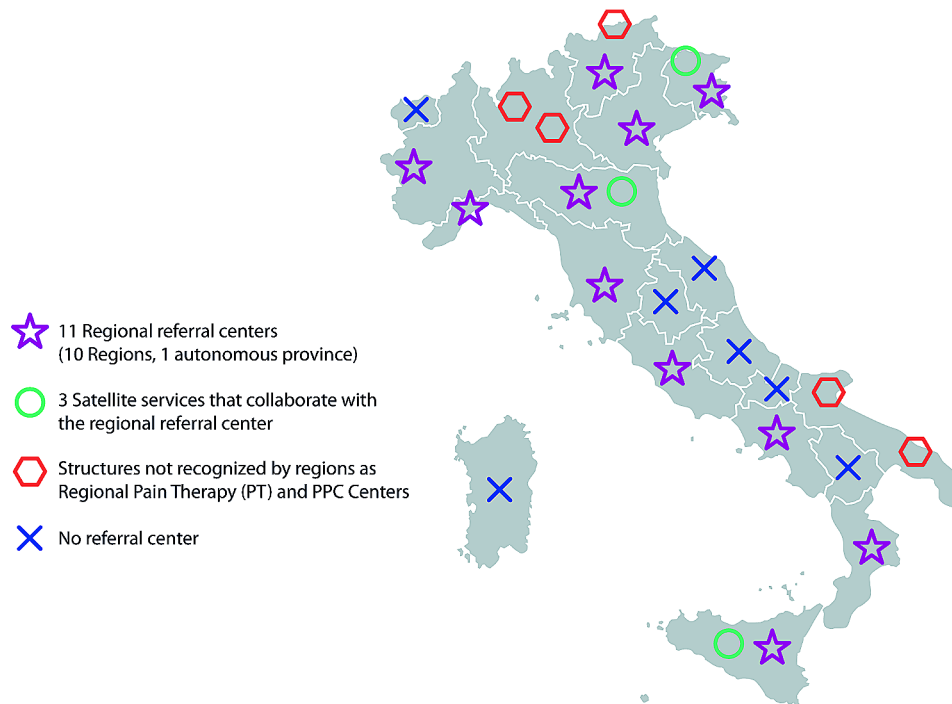 11 Regional referral centers
(10 Regions, 1 autonomous province)
3 Satellite services that collaborate with
the regional referral center
Structures not recognized by regions as
Regional Pain Therapy (PT) and PPC Centers
No referral center